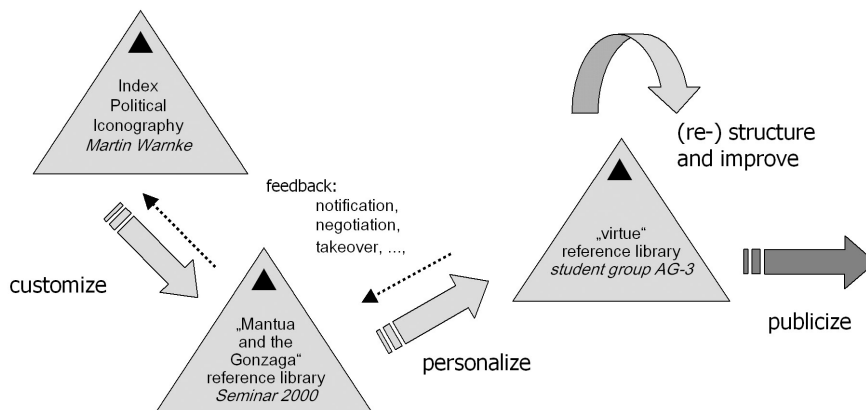 Index
Political
Iconography
Martin Warnke
(re-) structure
and improve
feedback:
notification,
negotiation,
takeover, ...,
„virtue“
reference library
student group AG-3
customize
publicize
„Mantua
and the
Gonzaga“
reference library
Seminar 2000
personalize